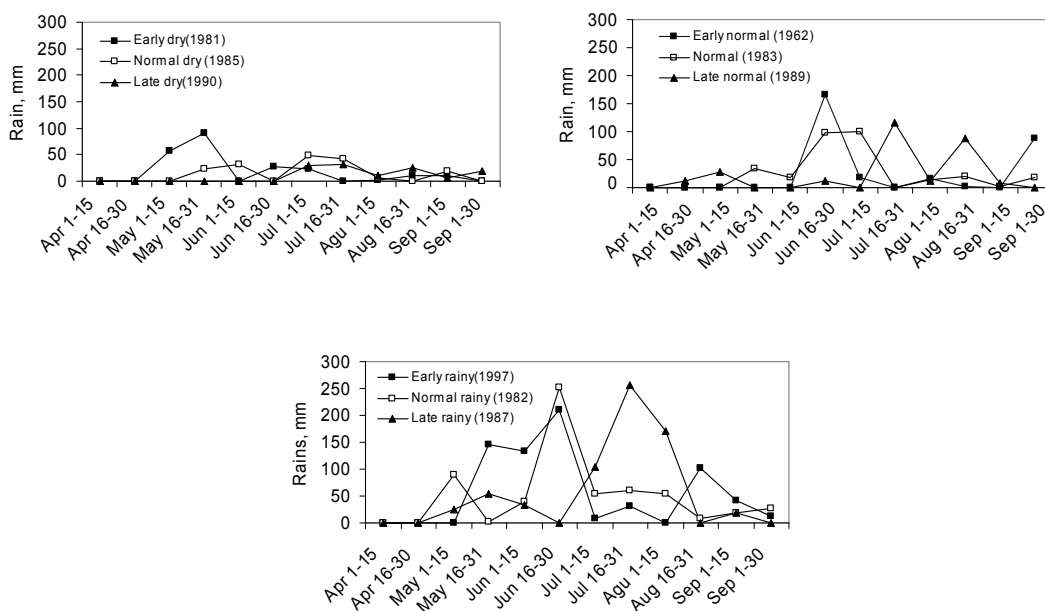 300
250
200
150
100
50
0
Rain, mm
Early dry(1981)
Normal dry (1985)
Late dry(1990)
Apr 1-15
Apr 16-30
May 1-15
May 16-31
Jun 1-15
Jun 16-30
Jul 1-15
Jul 16-31
Agu 1-15
Aug 16-31
Sep 1-15
Sep 1-30
300
250
200
150
100
50
0
Rain, mm
Early normal (1962)
Normal (1983)
Late normal (1989)
Apr 1-15
Apr 16-30
May 1-15
May 16-31
Jun 1-15
Jun 16-30
Jul 1-15
Jul 16-31
Agu 1-15
Aug 16-31
Sep 1-15
Sep 1-30
300
250
200
150
100
50
0
Rains, mm
Early rainy(1997)
Normal rainy (1982)
Late rainy (1987)
Apr 1-15
Apr 16-30
May 1-15
May 16-31
Jun 1-15
Jun 16-30
Jul 1-15
Jul 16-31
Agu 1-15
Aug 16-31
Sep 1-15
Sep 1-30